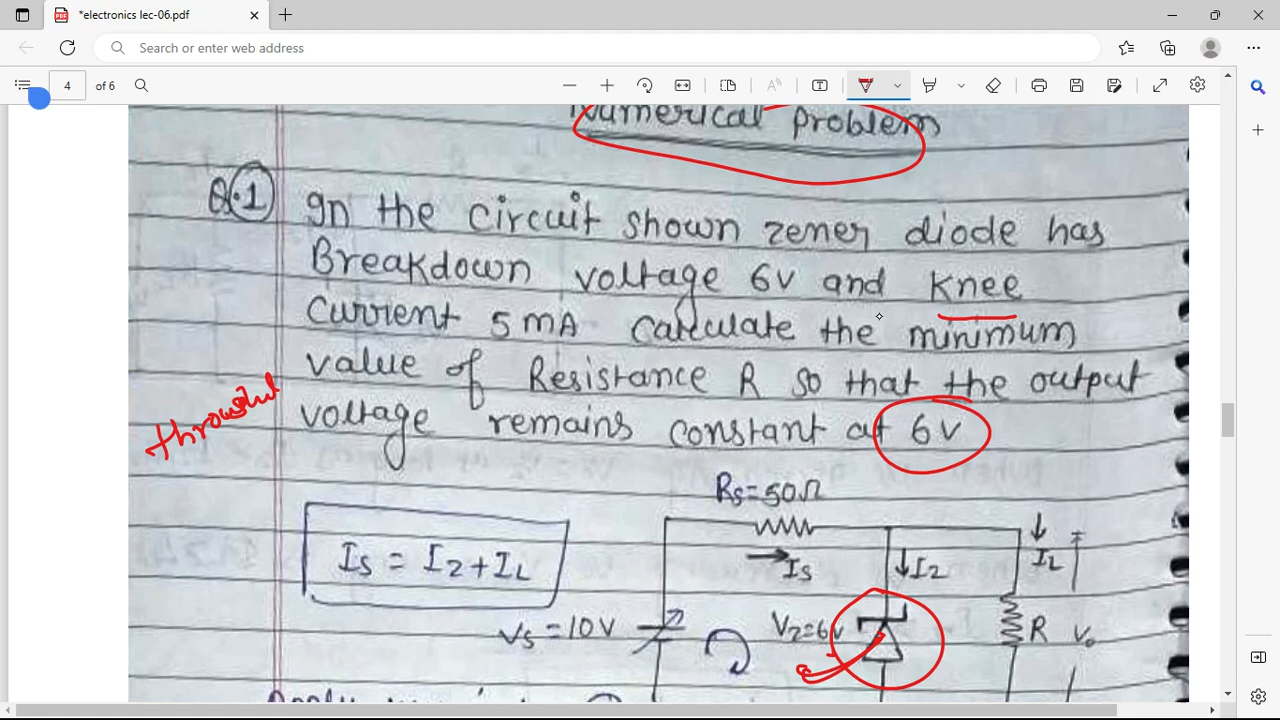 *electronics lec-06.pdf
Search or enter web address
4 of 6
Numerical Problem
Q.1 In the circuit shown zener diode has
Breakdown voltage 6V and Knee
Current 5mA Calculate the minimum
value of Resistance R so that the output
voltage remains constant at 6V
Rs=50Ω
Is = Iz+IL
Is
Iz
IL
Vs=10V
Vz=6V
R
Vo